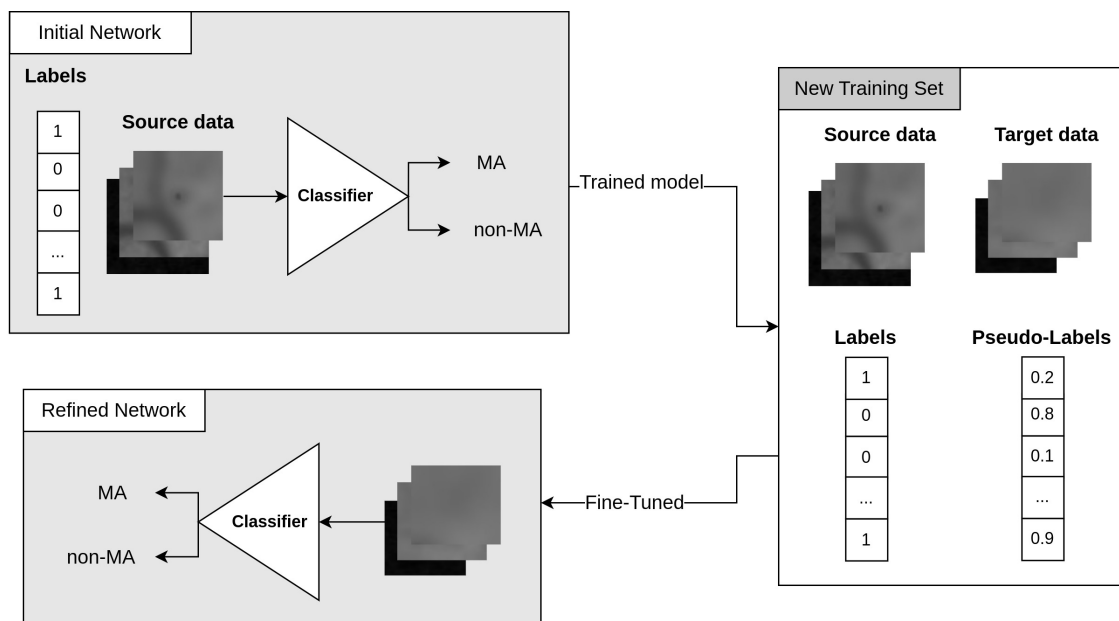 Initial Network
Labels
1
0
0
...
1
Source data
Classifier
MA
non-MA
Trained model
New Training Set
Source data
Target data
Labels
1
0
0
...
1
Pseudo-Labels
0.2
0.8
0.1
...
0.9
Fine-Tuned
Refined Network
MA
non-MA
Classifier